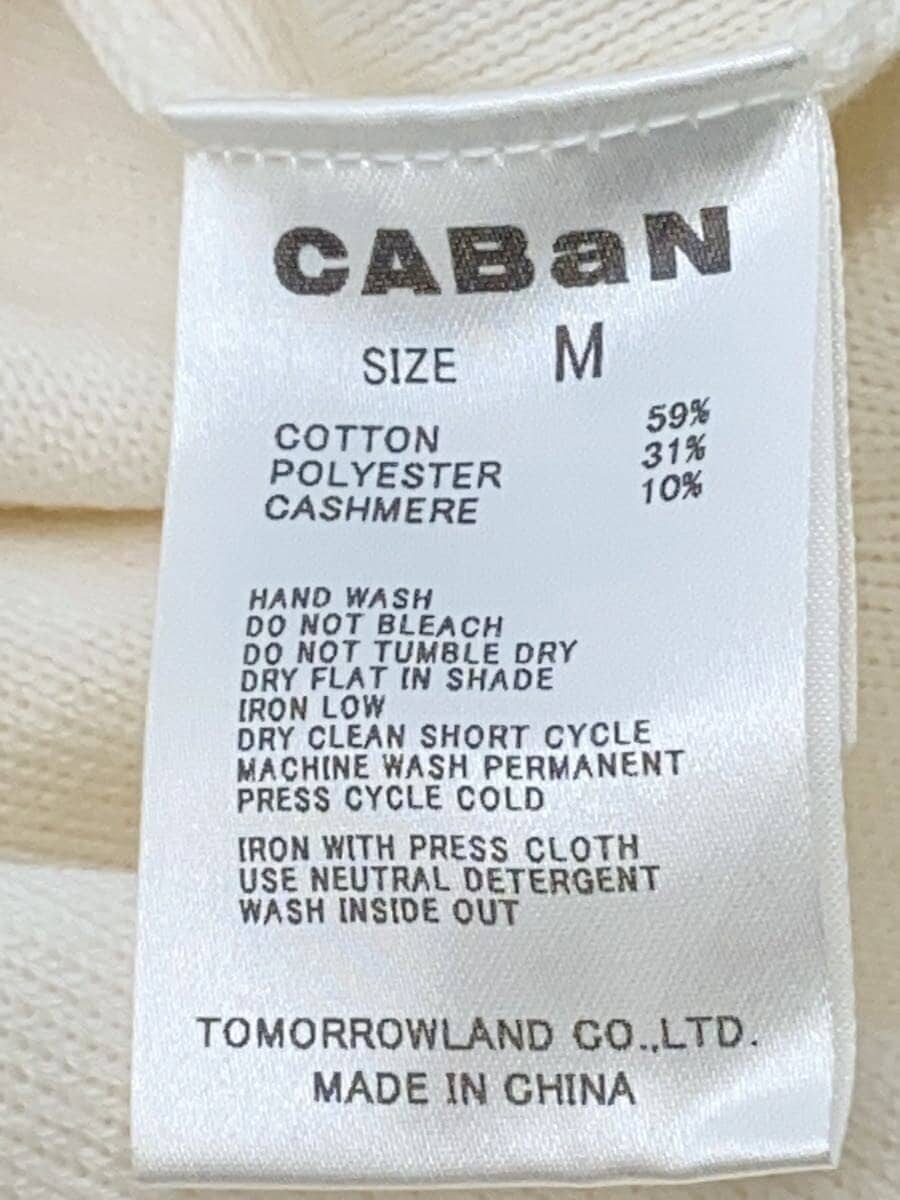 CABaN
SIZE M
COTTON 59%
POLYESTER 31%
CASHMERE 10%
HAND WASH
DO NOT BLEACH
DO NOT TUMBLE DRY
DRY FLAT IN SHADE
IRON LOW
DRY CLEAN SHORT CYCLE
MACHINE WASH PERMANENT
PRESS CYCLE COLD
IRON WITH PRESS CLOTH
USE NEUTRAL DETERGENT
WASH INSIDE OUT
TOMORROWLAND CO.,LTD.
MADE IN CHINA